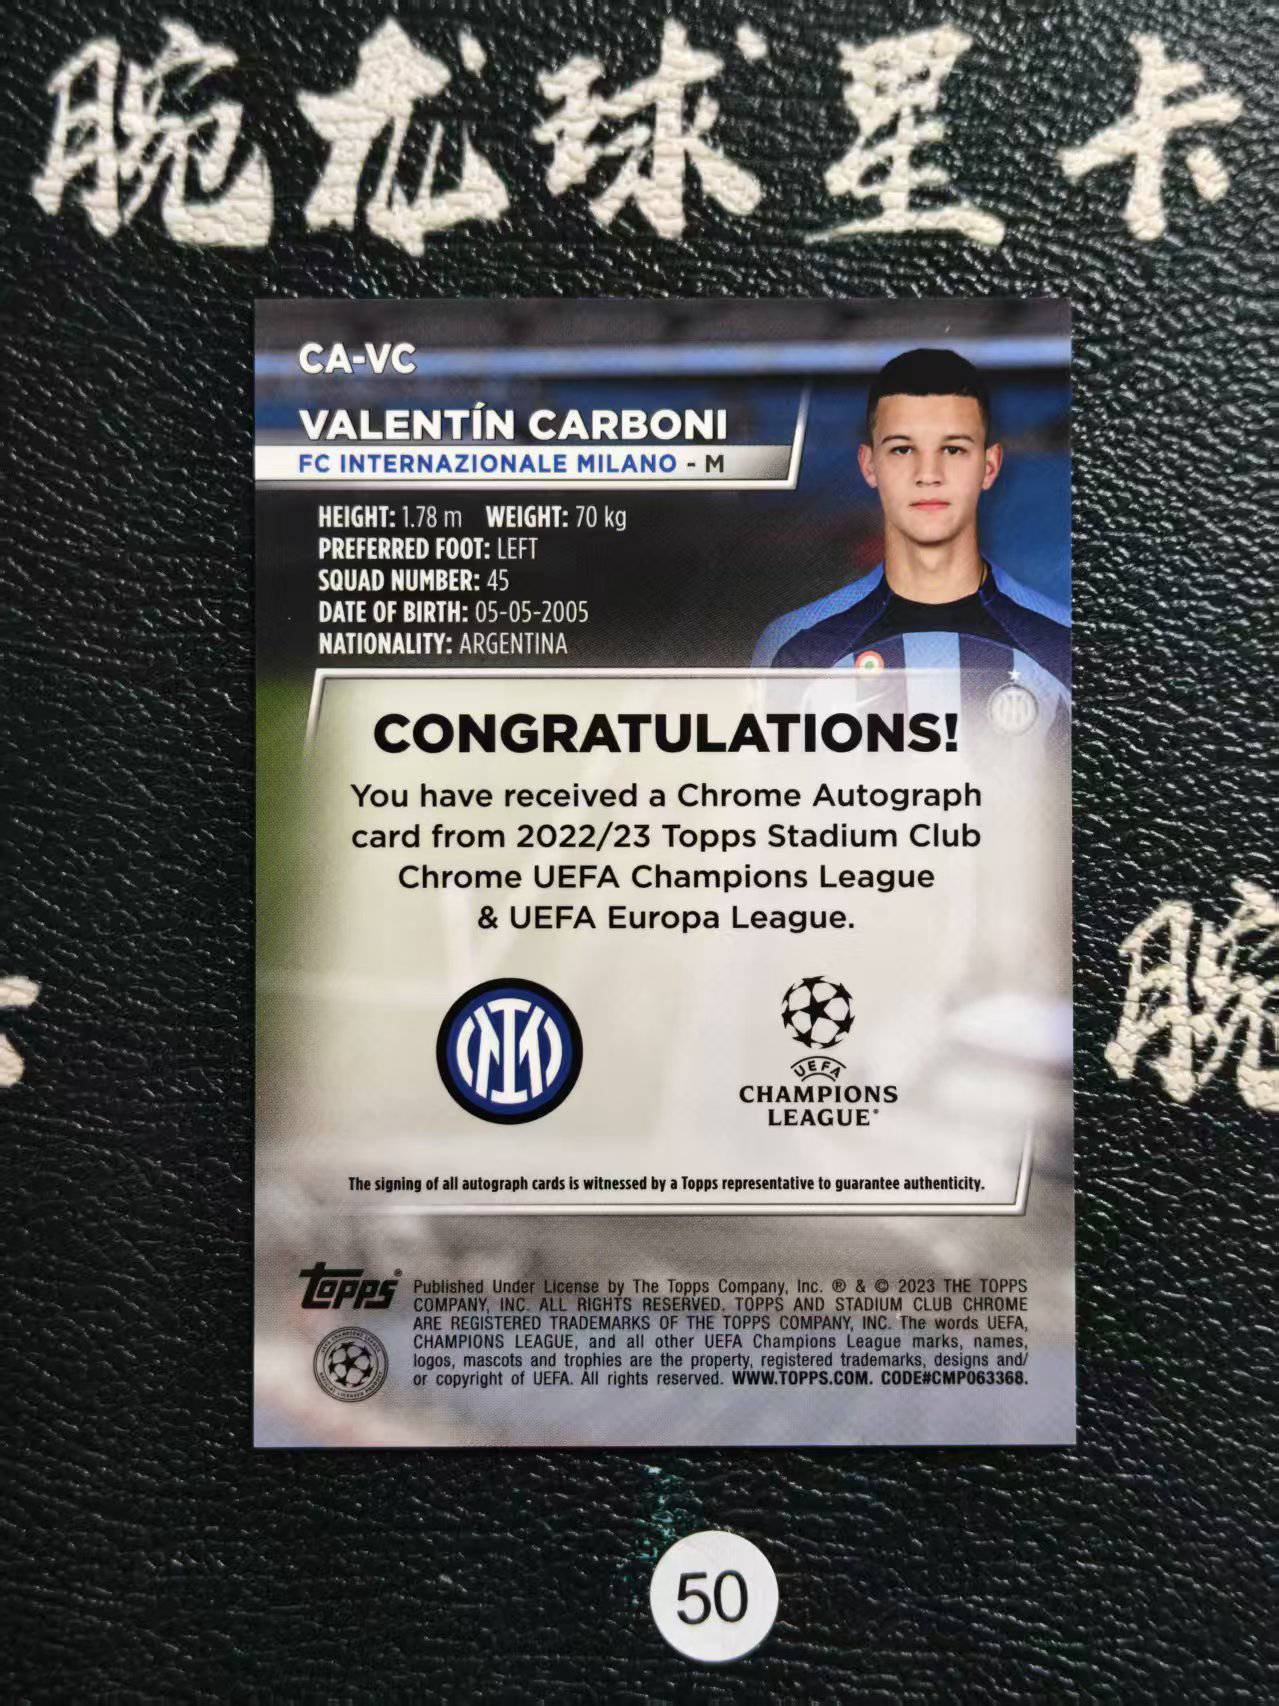 腕龙球星卡
CA-VC
VALENTÍN CARBONI
FC INTERNAZIONALE MILANO - M
HEIGHT: 1.78 m WEIGHT: 70 kg
PREFERRED FOOT: LEFT
SQUAD NUMBER: 45
DATE OF BIRTH: 05-05-2005
NATIONALITY: ARGENTINA
CONGRATULATIONS!
You have received a Chrome Autograph
card from 2022/23 Topps Stadium Club
Chrome UEFA Champions League
& UEFA Europa League.
UEFA
CHAMPIONS
LEAGUE®
The signing of all autograph cards is witnessed by a Topps representative to guarantee authenticity.
topps®
Published Under License by The Topps Company, Inc. ® & © 2023 THE TOPPS
COMPANY, INC. ALL RIGHTS RESERVED. TOPPS AND STADIUM CLUB CHROME
ARE REGISTERED TRADEMARKS OF THE TOPPS COMPANY, INC. The words UEFA,
CHAMPIONS LEAGUE, and all other UEFA Champions League marks, names,
logos, mascots and trophies are the property, registered trademarks, designs and/
or copyright of UEFA. All rights reserved. WWW.TOPPS.COM. CODE#CMP063368.
腕
50